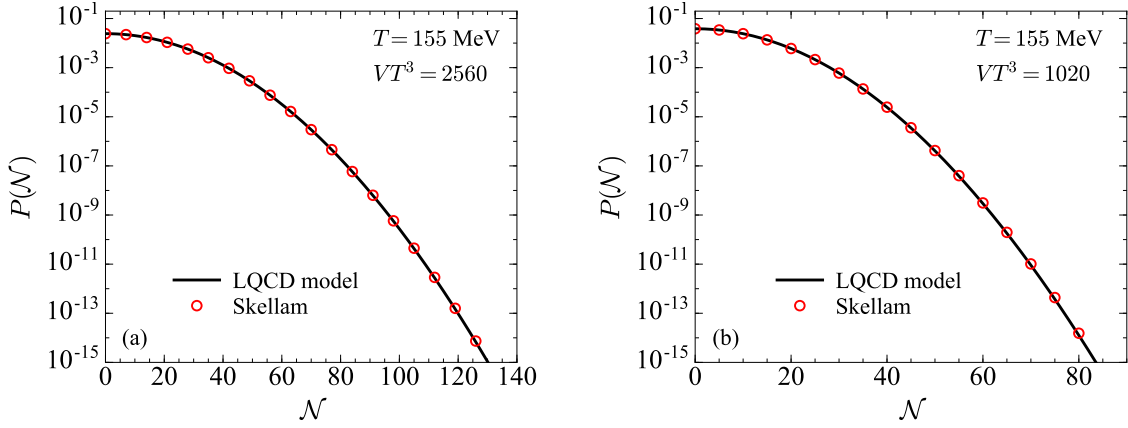 10^-1
10^-3
10^-5
10^-7
10^-9
10^-11
10^-13
10^-15
P(𝒩)
T = 155 MeV
VT^3 = 2560
LQCD model
Skellam
(a)
0 20 40 60 80 100 120 140
𝒩
10^-1
10^-3
10^-5
10^-7
10^-9
10^-11
10^-13
10^-15
P(𝒩)
T = 155 MeV
VT^3 = 1020
LQCD model
Skellam
(b)
0 20 40 60 80
𝒩